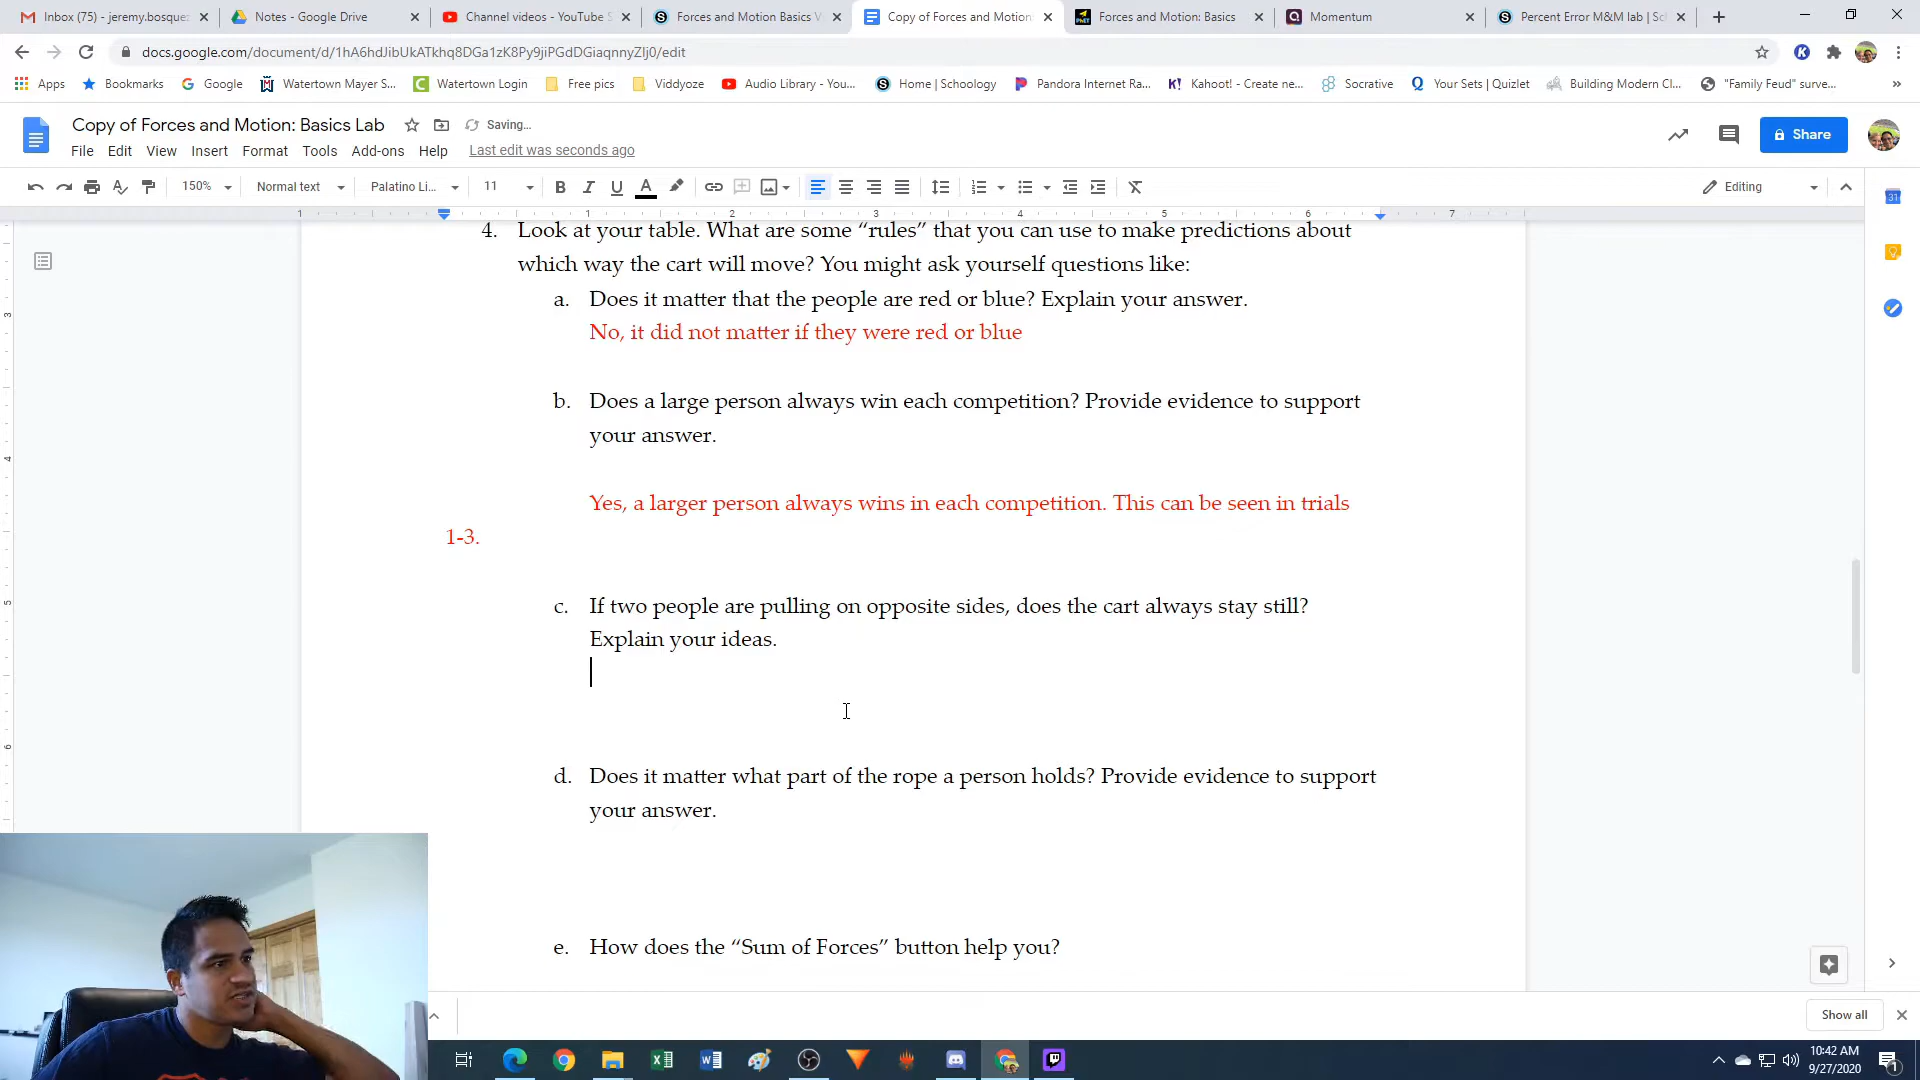 Inbox (75) - jeremy.bosque:
Notes - Google Drive
Channel videos - YouTube S
Forces and Motion Basics V
Copy of Forces and Motion:
Forces and Motion: Basics
Momentum
Percent Error M&M lab | Sc
docs.google.com/document/d/1hA6hdJibUkATkhq8DGa1zK8Py9jiPGdDGiaqnnyZIj0/edit
Apps
Bookmarks
Google
Watertown Mayer S...
Watertown Login
Free pics
Viddyoze
Audio Library - You...
Home | Schoology
Pandora Internet Ra...
Kahoot! - Create ne...
Socrative
Your Sets | Quizlet
Building Modern Cl...
"Family Feud" surve...
Copy of Forces and Motion: Basics Lab
Saving...
Share
File Edit View Insert Format Tools Add-ons Help Last edit was seconds ago
150% Normal text Palatino Li... 11 Editing
1 1 2 3 4 5 6 7
4. Look at your table. What are some “rules” that you can use to make predictions about
which way the cart will move? You might ask yourself questions like:
a. Does it matter that the people are red or blue? Explain your answer.
No, it did not matter if they were red or blue
b. Does a large person always win each competition? Provide evidence to support
your answer.
Yes, a larger person always wins in each competition. This can be seen in trials
1-3.
c. If two people are pulling on opposite sides, does the cart always stay still?
Explain your ideas.
d. Does it matter what part of the rope a person holds? Provide evidence to support
your answer.
e. How does the “Sum of Forces” button help you?
Show all
10:42 AM
9/27/2020